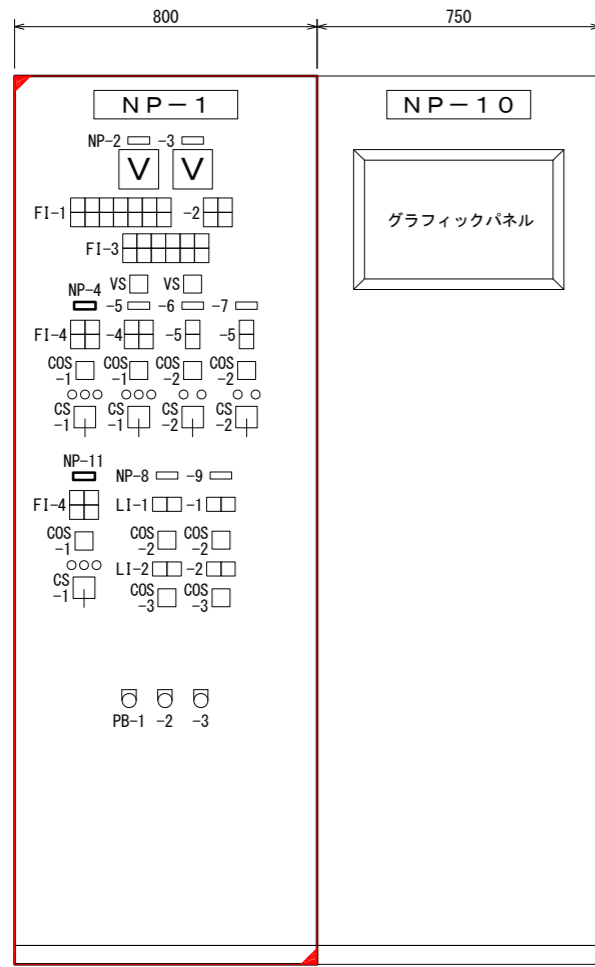 800 750
NP-1 NP-10
NP-2 -3
V V
グラフィックパネル
FI-1 -2
FI-3
VS VS
NP-4 -5 -6 -7
FI-4 -4 -5 -5
COS-1 COS-1 COS-2 COS-2
CS-1 CS-1 CS-2 CS-2
NP-11 NP-8 -9
FI-4 LI-1 -1
COS-1 COS-2 COS-2
LI-2 -2
CS-1 COS-3 COS-3
PB-1 -2 -3